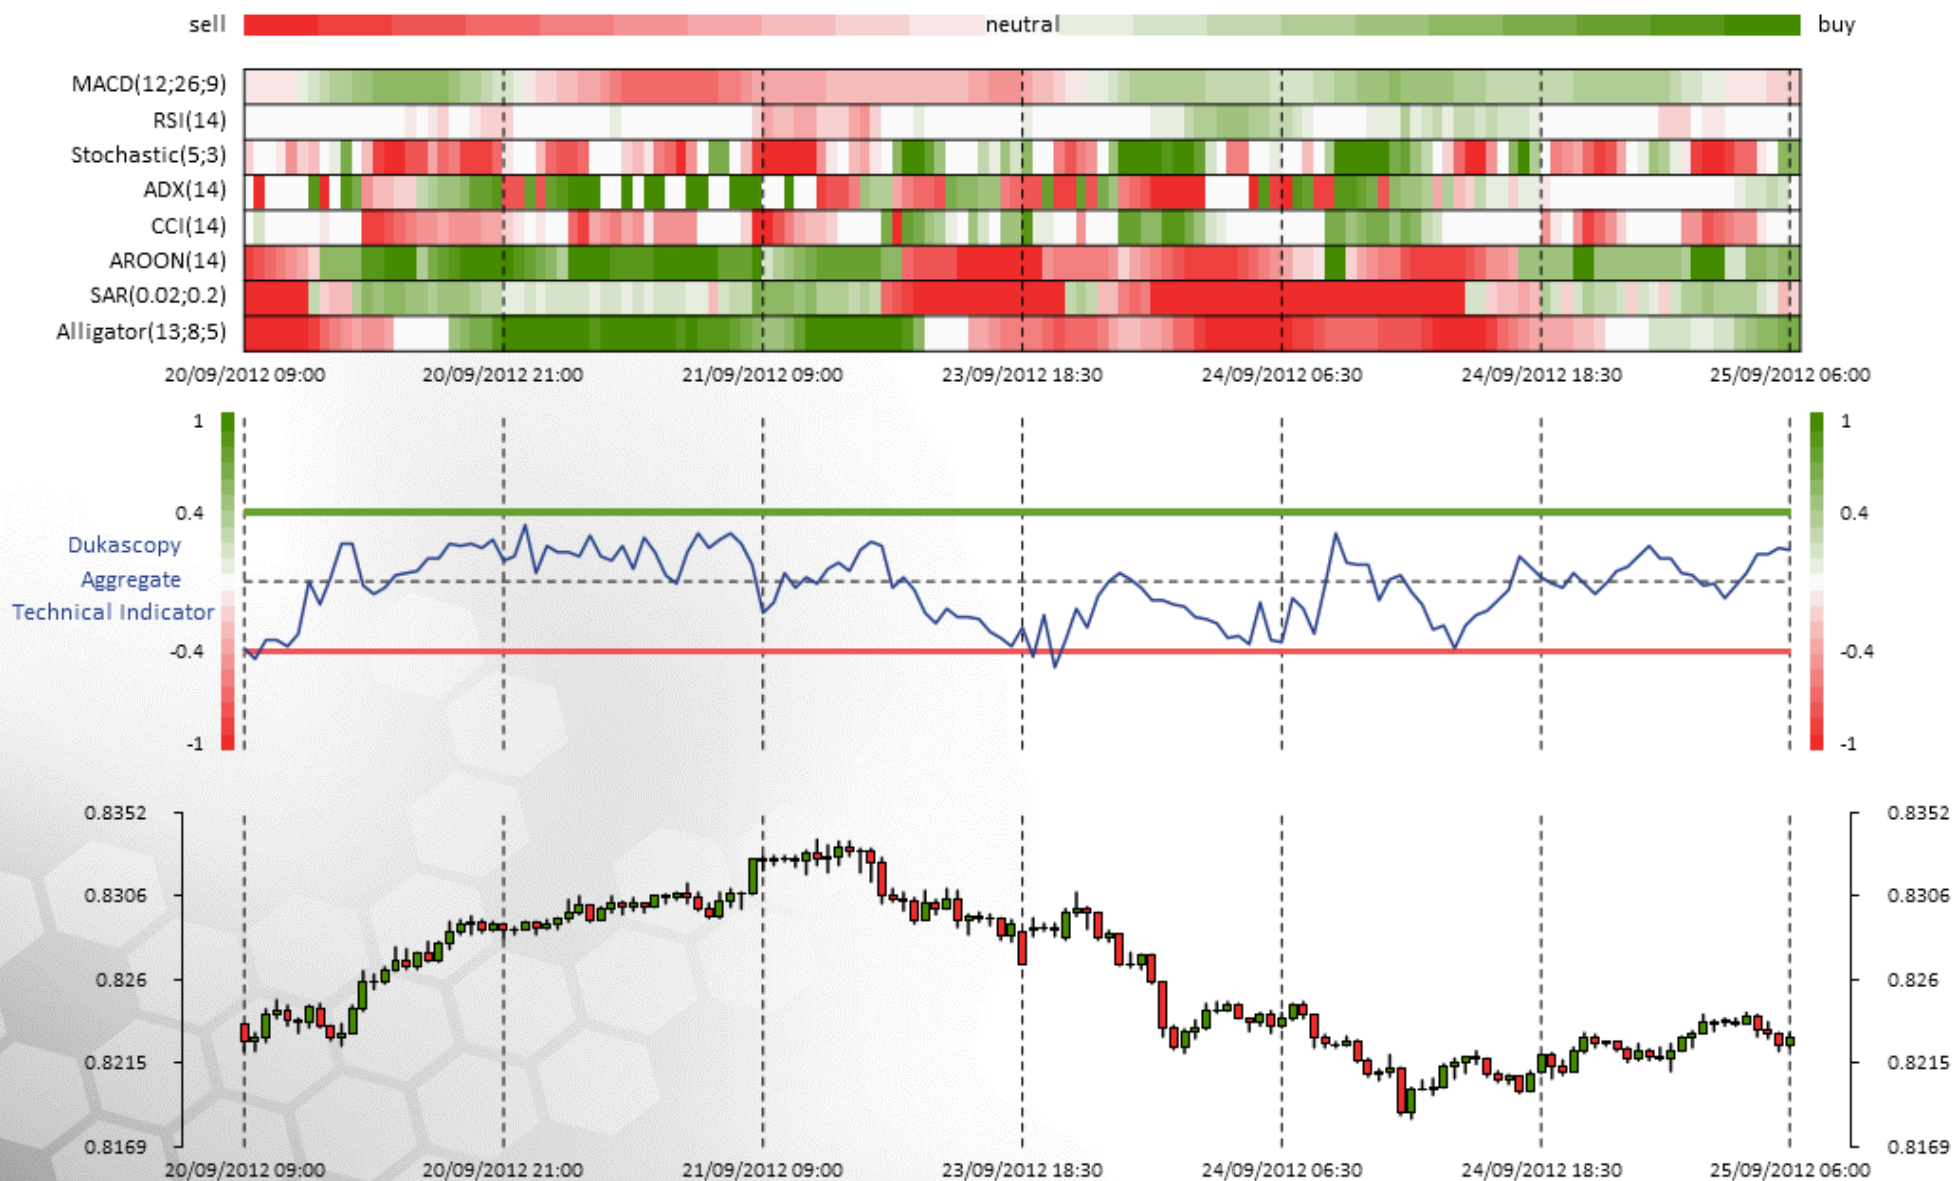 sell neutral buy
MACD(12;26;9)
RSI(14)
Stochastic(5;3)
ADX(14)
CCI(14)
AROON(14)
SAR(0.02;0.2)
Alligator(13;8;5)
20/09/2012 09:00 20/09/2012 21:00 21/09/2012 09:00 23/09/2012 18:30 24/09/2012 06:30 24/09/2012 18:30 25/09/2012 06:00
1 1
0.4 0.4
Dukascopy
Aggregate
Technical Indicator
-0.4 -0.4
-1 -1
0.8352 0.8352
0.8306 0.8306
0.826 0.826
0.8215 0.8215
0.8169 0.8169
20/09/2012 09:00 20/09/2012 21:00 21/09/2012 09:00 23/09/2012 18:30 24/09/2012 06:30 24/09/2012 18:30 25/09/2012 06:00